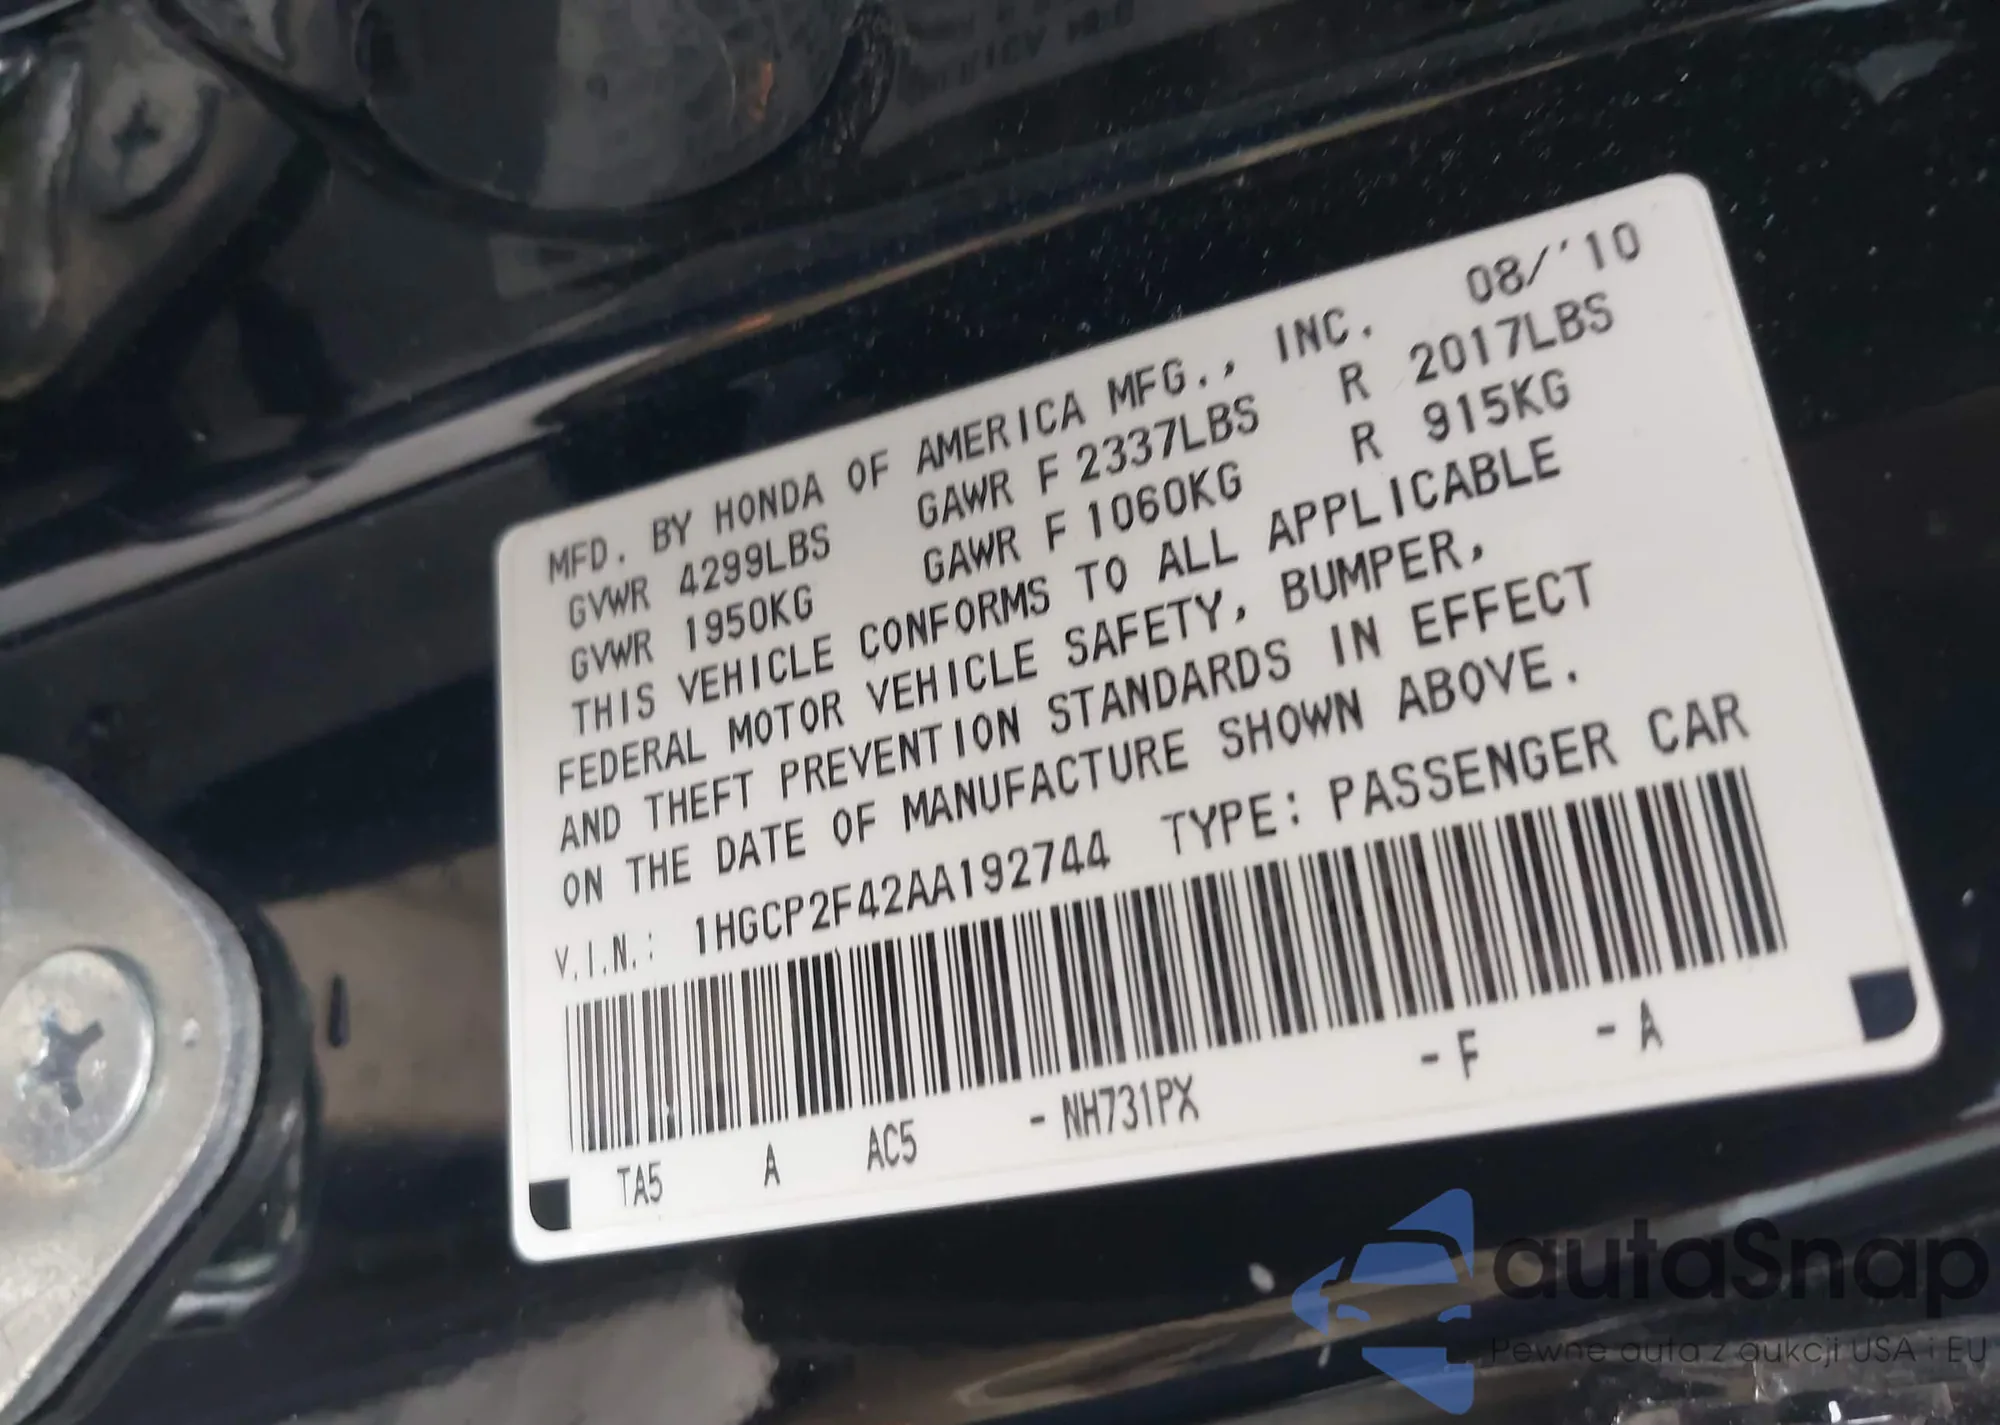 MFD. BY HONDA OF AMERICA MFG., INC. 08/'10
GVWR 4299LBS GAWR F 2337LBS R 2017LBS
GVWR 1950KG GAWR F 1060KG R 915KG
THIS VEHICLE CONFORMS TO ALL APPLICABLE
FEDERAL MOTOR VEHICLE SAFETY, BUMPER,
AND THEFT PREVENTION STANDARDS IN EFFECT
ON THE DATE OF MANUFACTURE SHOWN ABOVE.
V.I.N.: 1HGCP2F42AA192744 TYPE: PASSENGER CAR
TA5 A AC5 -NH731PX -F -A
autaSnap
Pewne auta z aukcji USA i EU